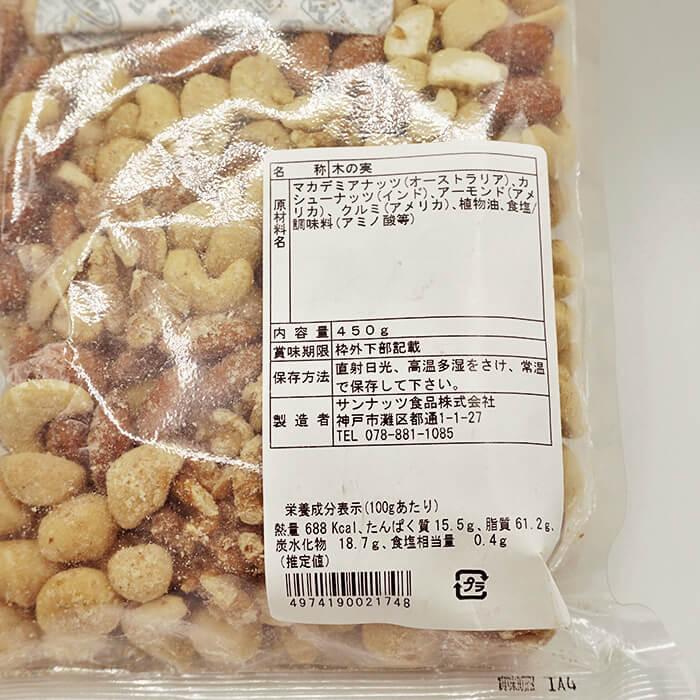 名 称 木の実
原材料名 マカデミアナッツ(オーストラリア)、カ
シューナッツ(インド)、アーモンド(アメ
リカ)、クルミ(アメリカ)、植物油、食塩/
調味料(アミノ酸等)
内容量 450g
賞味期限 枠外下部記載
保存方法 直射日光、高温多湿をさけ、常温
で保存して下さい。
製造者 サンナッツ食品株式会社
神戸市灘区都通1-1-27
TEL 078-881-1085
栄養成分表示(100gあたり)
熱量 688Kcal、たんぱく質 15.5g、脂質 61.2g、
炭水化物 18.7g、食塩相当量 0.4g
(推定値)
4974190021748
プラ
IA4